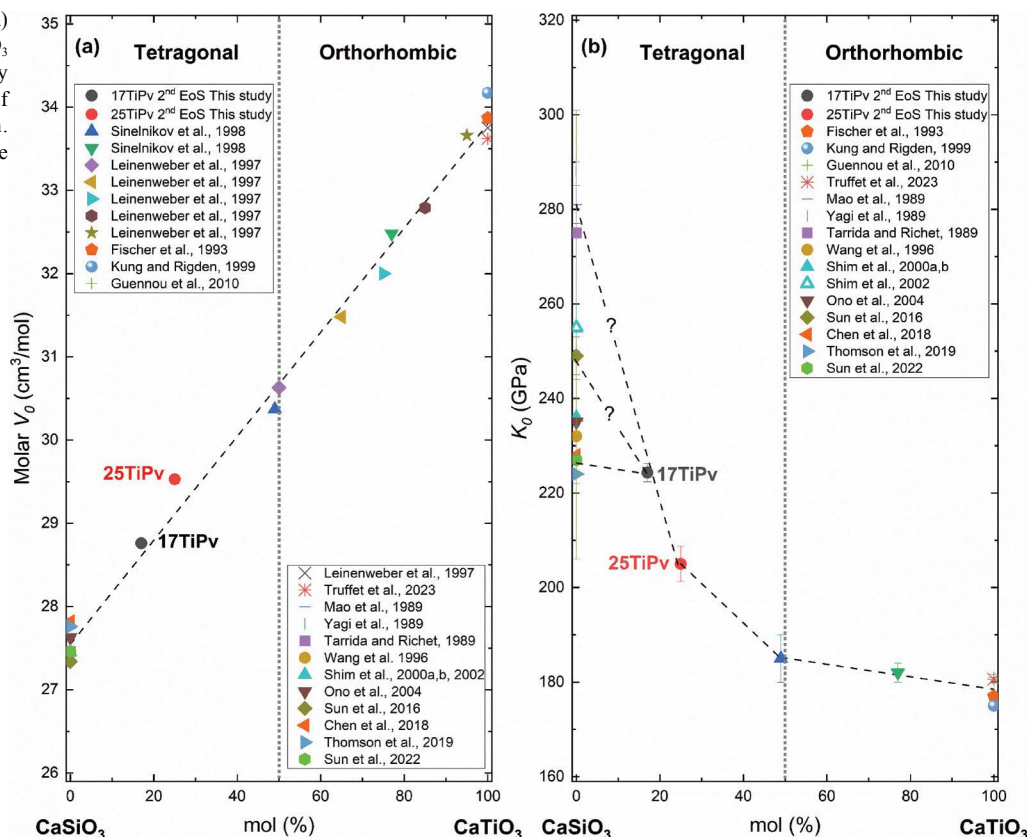 )
O3
y
f
.
e
(a)
Tetragonal
Orthorhombic
17TiPv 2nd EoS This study
25TiPv 2nd EoS This study
Sinelnikov et al., 1998
Sinelnikov et al., 1998
Leinenweber et al., 1997
Leinenweber et al., 1997
Leinenweber et al., 1997
Leinenweber et al., 1997
Leinenweber et al., 1997
Fischer et al., 1993
Kung and Rigden, 1999
Guennou et al., 2010
25TiPv
17TiPv
Leinenweber et al., 1997
Truffet et al., 2023
Mao et al., 1989
Yagi et al., 1989
Tarrida and Richet, 1989
Wang et al. 1996
Shim et al., 2000a,b, 2002
Ono et al., 2004
Sun et al., 2016
Chen et al., 2018
Thomson et al., 2019
Sun et al., 2022
Molar V0 (cm3/mol)
35
34
33
32
31
30
29
28
27
26
0
20
40
60
80
100
CaSiO3
mol (%)
CaTiO3
(b)
Tetragonal
Orthorhombic
17TiPv 2nd EoS This study
25TiPv 2nd EoS This study
Fischer et al., 1993
Kung and Rigden, 1999
Guennou et al., 2010
Truffet et al., 2023
Mao et al., 1989
Yagi et al., 1989
Tarrida and Richet, 1989
Wang et al., 1996
Shim et al., 2000a,b
Shim et al., 2002
Ono et al., 2004
Sun et al., 2016
Chen et al., 2018
Thomson et al., 2019
Sun et al., 2022
?
?
17TiPv
25TiPv
K0 (GPa)
320
300
280
260
240
220
200
180
160
0
20
40
60
80
100
CaSiO3
mol (%)
CaTiO3